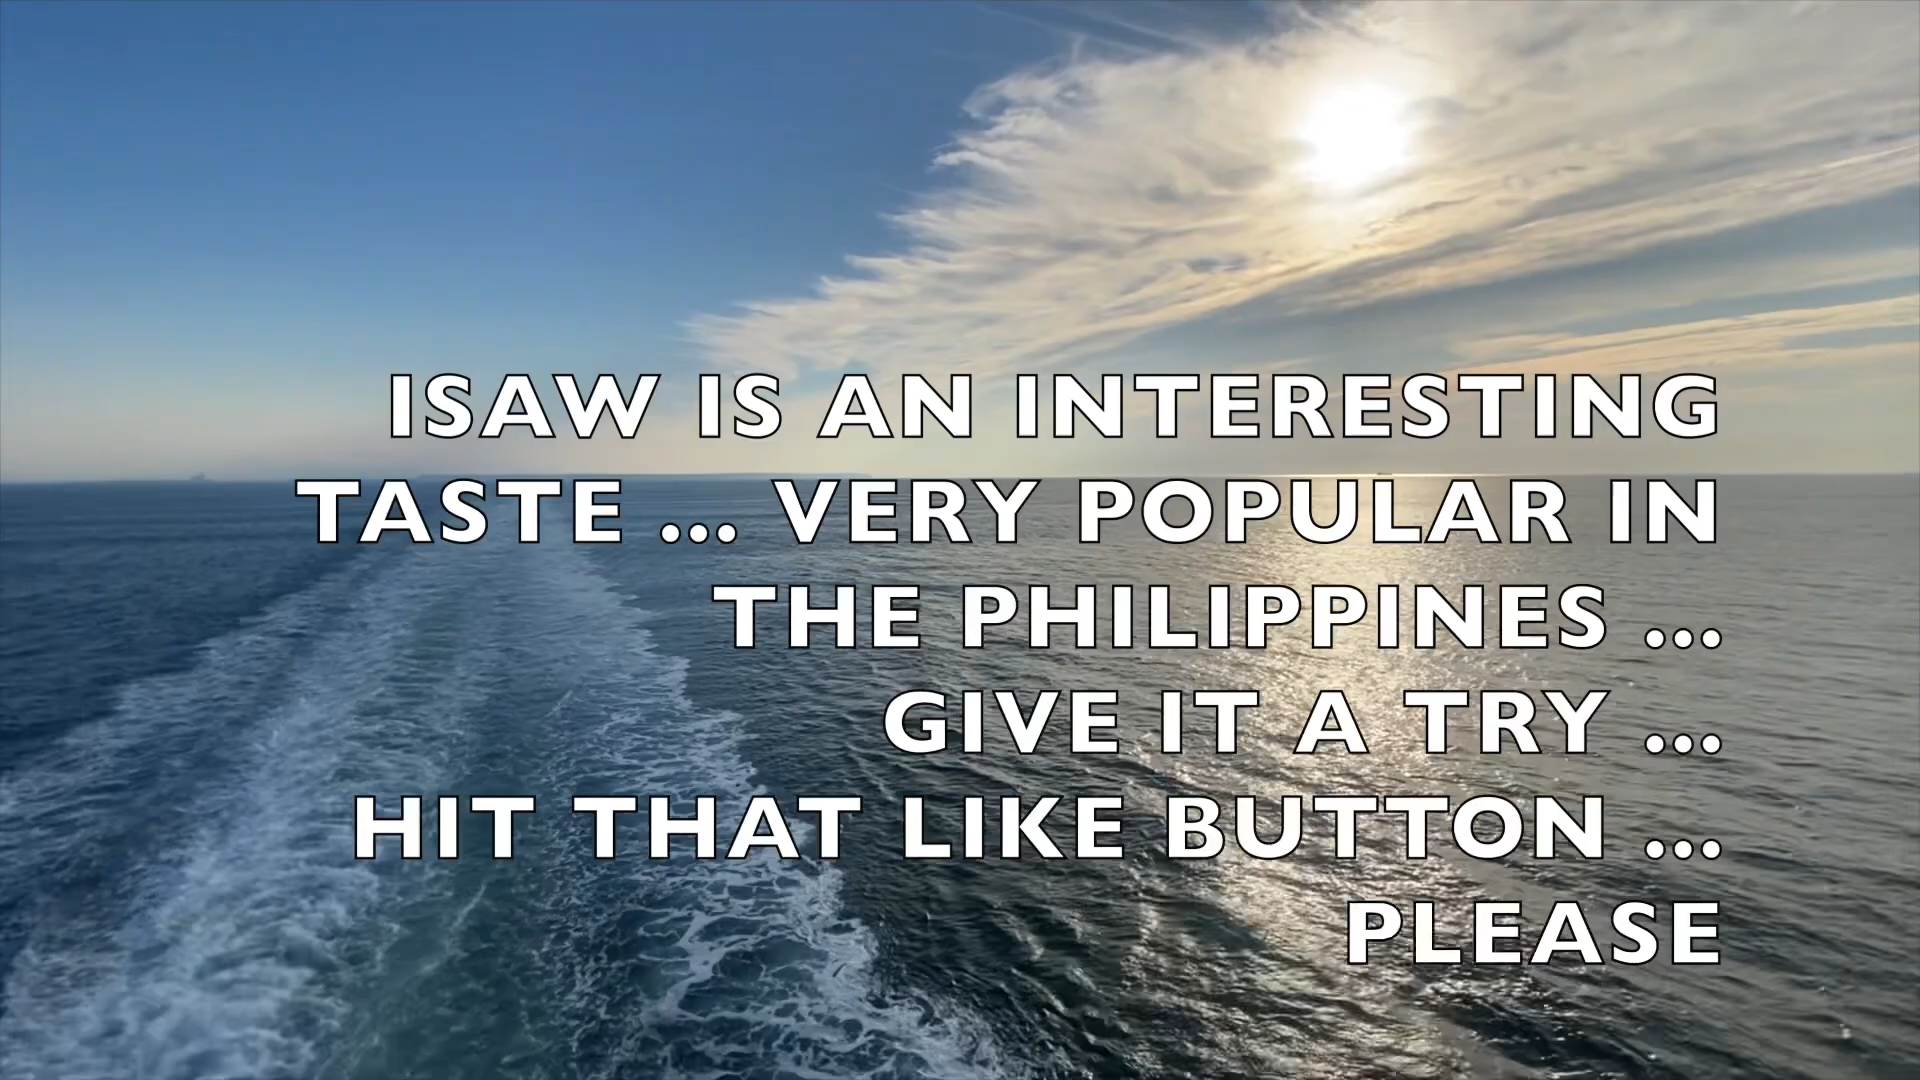 ISAW IS AN INTERESTING
TASTE ... VERY POPULAR IN
THE PHILIPPINES ...
GIVE IT A TRY ...
HIT THAT LIKE BUTTON ...
PLEASE